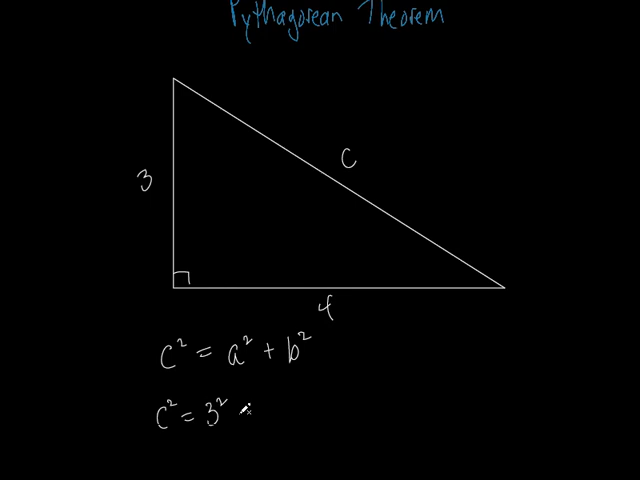 Pythagorean Theorem
C
3
4
c² = a² + b²
c² = 3²